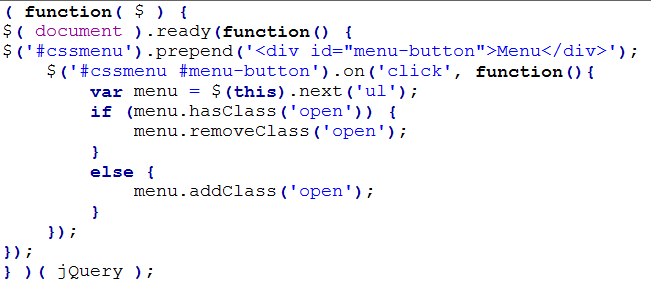 ( function( $ ) {
$( document ).ready(function() {
$('#cssmenu').prepend('<div id="menu-button">Menu</div>');
    $('#cssmenu #menu-button').on('click', function(){
        var menu = $(this).next('ul');
        if (menu.hasClass('open')) {
            menu.removeClass('open');
        }
        else {
            menu.addClass('open');
        }
    });
});
} )( jQuery );